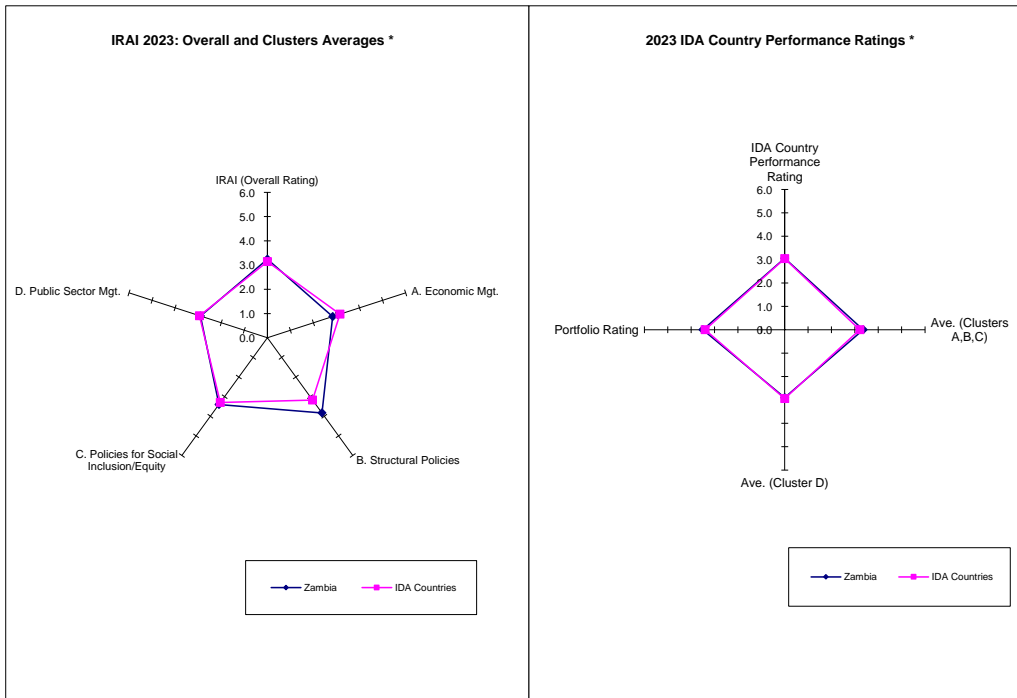 IRAI 2023: Overall and Clusters Averages *
IRAI (Overall Rating)
6.0
5.0
4.0
3.0
2.0
1.0
0.0
D. Public Sector Mgt.
A. Economic Mgt.
C. Policies for Social
Inclusion/Equity
B. Structural Policies
Zambia
IDA Countries
2023 IDA Country Performance Ratings *
IDA Country
Performance
Rating
6.0
5.0
4.0
3.0
2.0
1.0
0.0
Portfolio Rating
Ave. (Clusters
A,B,C)
Ave. (Cluster D)
Zambia
IDA Countries